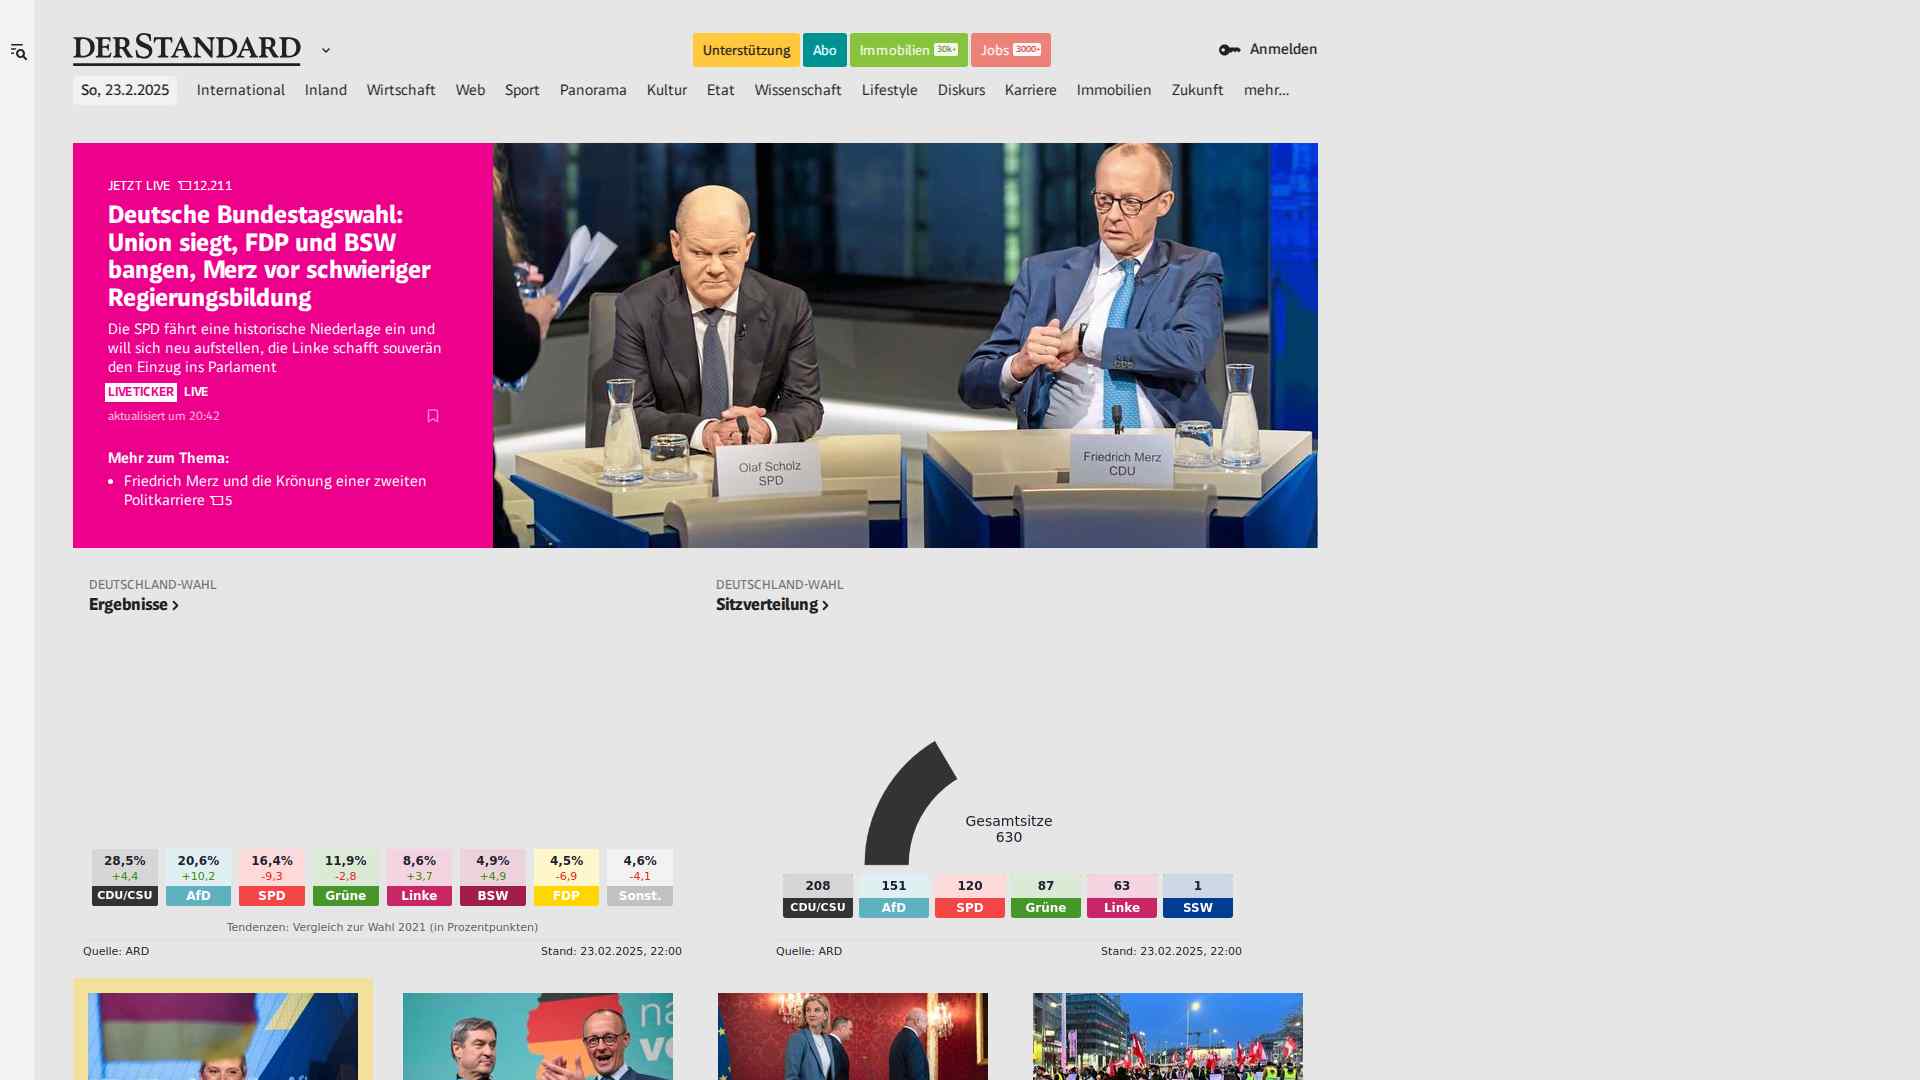 DERSTANDARD
Unterstützung
Abo
Immobilien 30k+
Jobs 3000+
Anmelden
So, 23.2.2025
International
Inland
Wirtschaft
Web
Sport
Panorama
Kultur
Etat
Wissenschaft
Lifestyle
Diskurs
Karriere
Immobilien
Zukunft
mehr...
JETZT LIVE 12.211
Deutsche Bundestagswahl:
Union siegt, FDP und BSW
bangen, Merz vor schwieriger
Regierungsbildung
Die SPD fährt eine historische Niederlage ein und
will sich neu aufstellen, die Linke schafft souverän
den Einzug ins Parlament
LIVETICKER LIVE
aktualisiert um 20:42
Mehr zum Thema:
• Friedrich Merz und die Krönung einer zweiten
Politkarriere 5
Olaf Scholz
SPD
Friedrich Merz
CDU
DEUTSCHLAND-WAHL
Ergebnisse
28,5% 20,6% 16,4% 11,9% 8,6% 4,9% 4,5% 4,6%
+4,4 +10,2 -9,3 -2,8 +3,7 +4,9 -6,9 -4,1
CDU/CSU AfD SPD Grüne Linke BSW FDP Sonst.
Tendenzen: Vergleich zur Wahl 2021 (in Prozentpunkten)
Quelle: ARD
Stand: 23.02.2025, 22:00
DEUTSCHLAND-WAHL
Sitzverteilung
Gesamtsitze
630
208 151 120 87 63 1
CDU/CSU AfD SPD Grüne Linke SSW
Quelle: ARD
Stand: 23.02.2025, 22:00